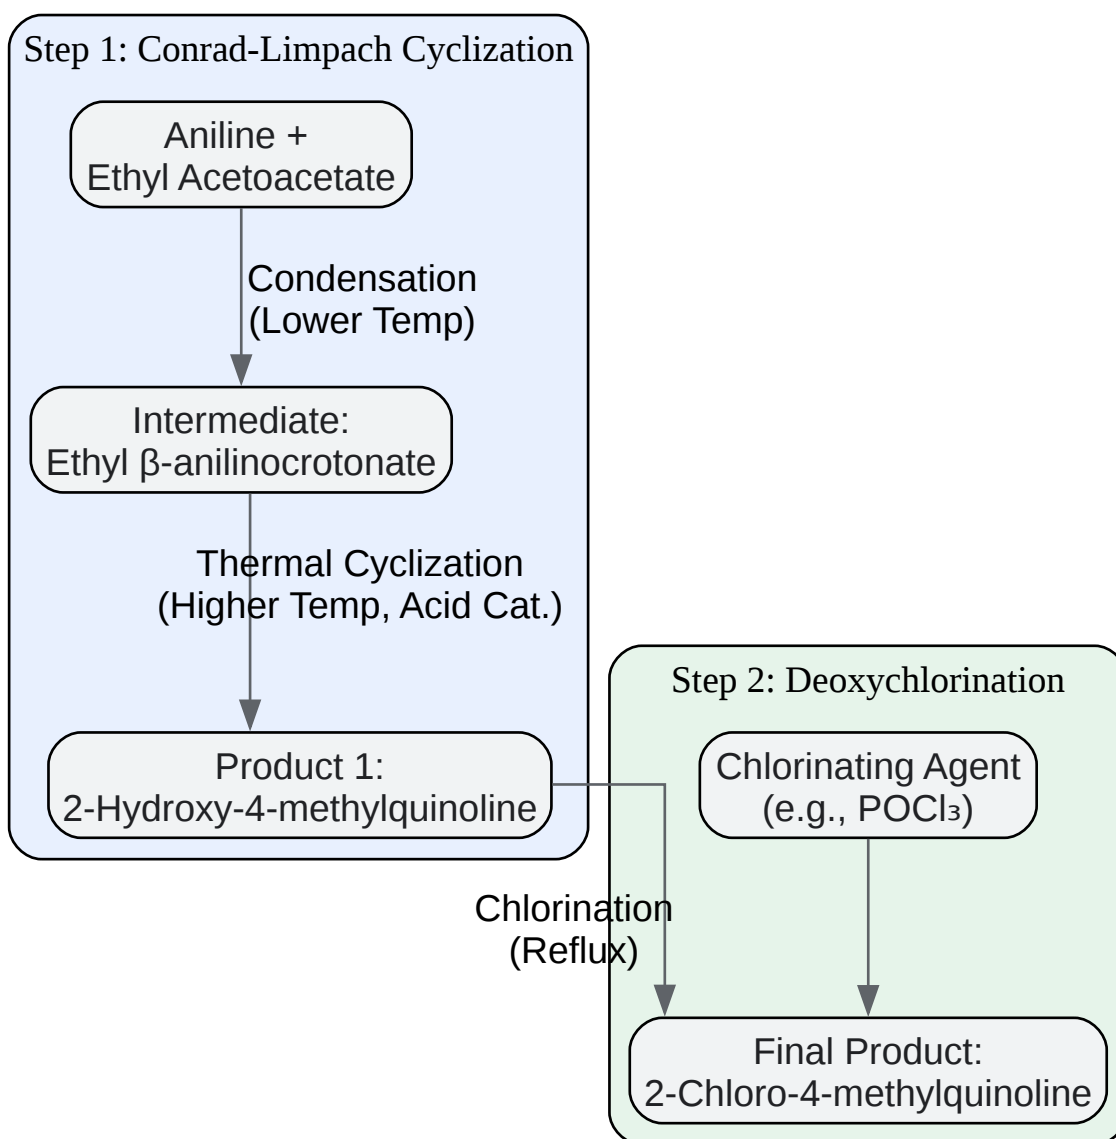 Step 1: Conrad-Limpach Cyclization
Aniline +
Ethyl Acetoacetate
Condensation
(Lower Temp)
Intermediate:
Ethyl β-anilinocrotonate
Thermal Cyclization
(Higher Temp, Acid Cat.)
Product 1:
2-Hydroxy-4-methylquinoline
Step 2: Deoxychlorination
Chlorinating Agent
(e.g., POCl₃)
Chlorination
(Reflux)
Final Product:
2-Chloro-4-methylquinoline